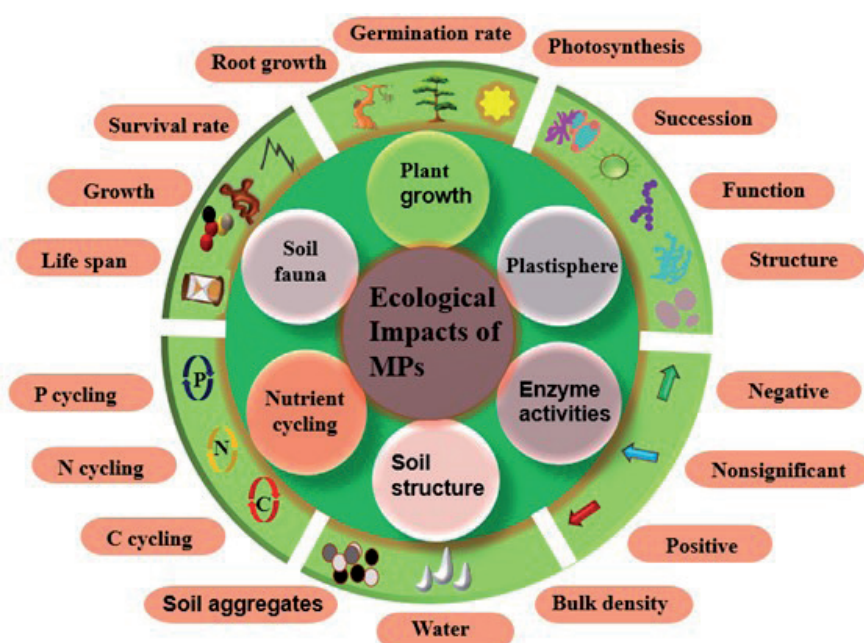 Germination rate
Root growth
Photosynthesis
Survival rate
Succession
Growth
Function
Life span
Structure
Plant
growth
Soil
fauna
Plastisphere
Ecological
Impacts of
MPs
Nutrient
cycling
Enzyme
activities
Soil
structure
P
N
C
P cycling
Negative
N cycling
Nonsignificant
C cycling
Positive
Soil aggregates
Water
Bulk density